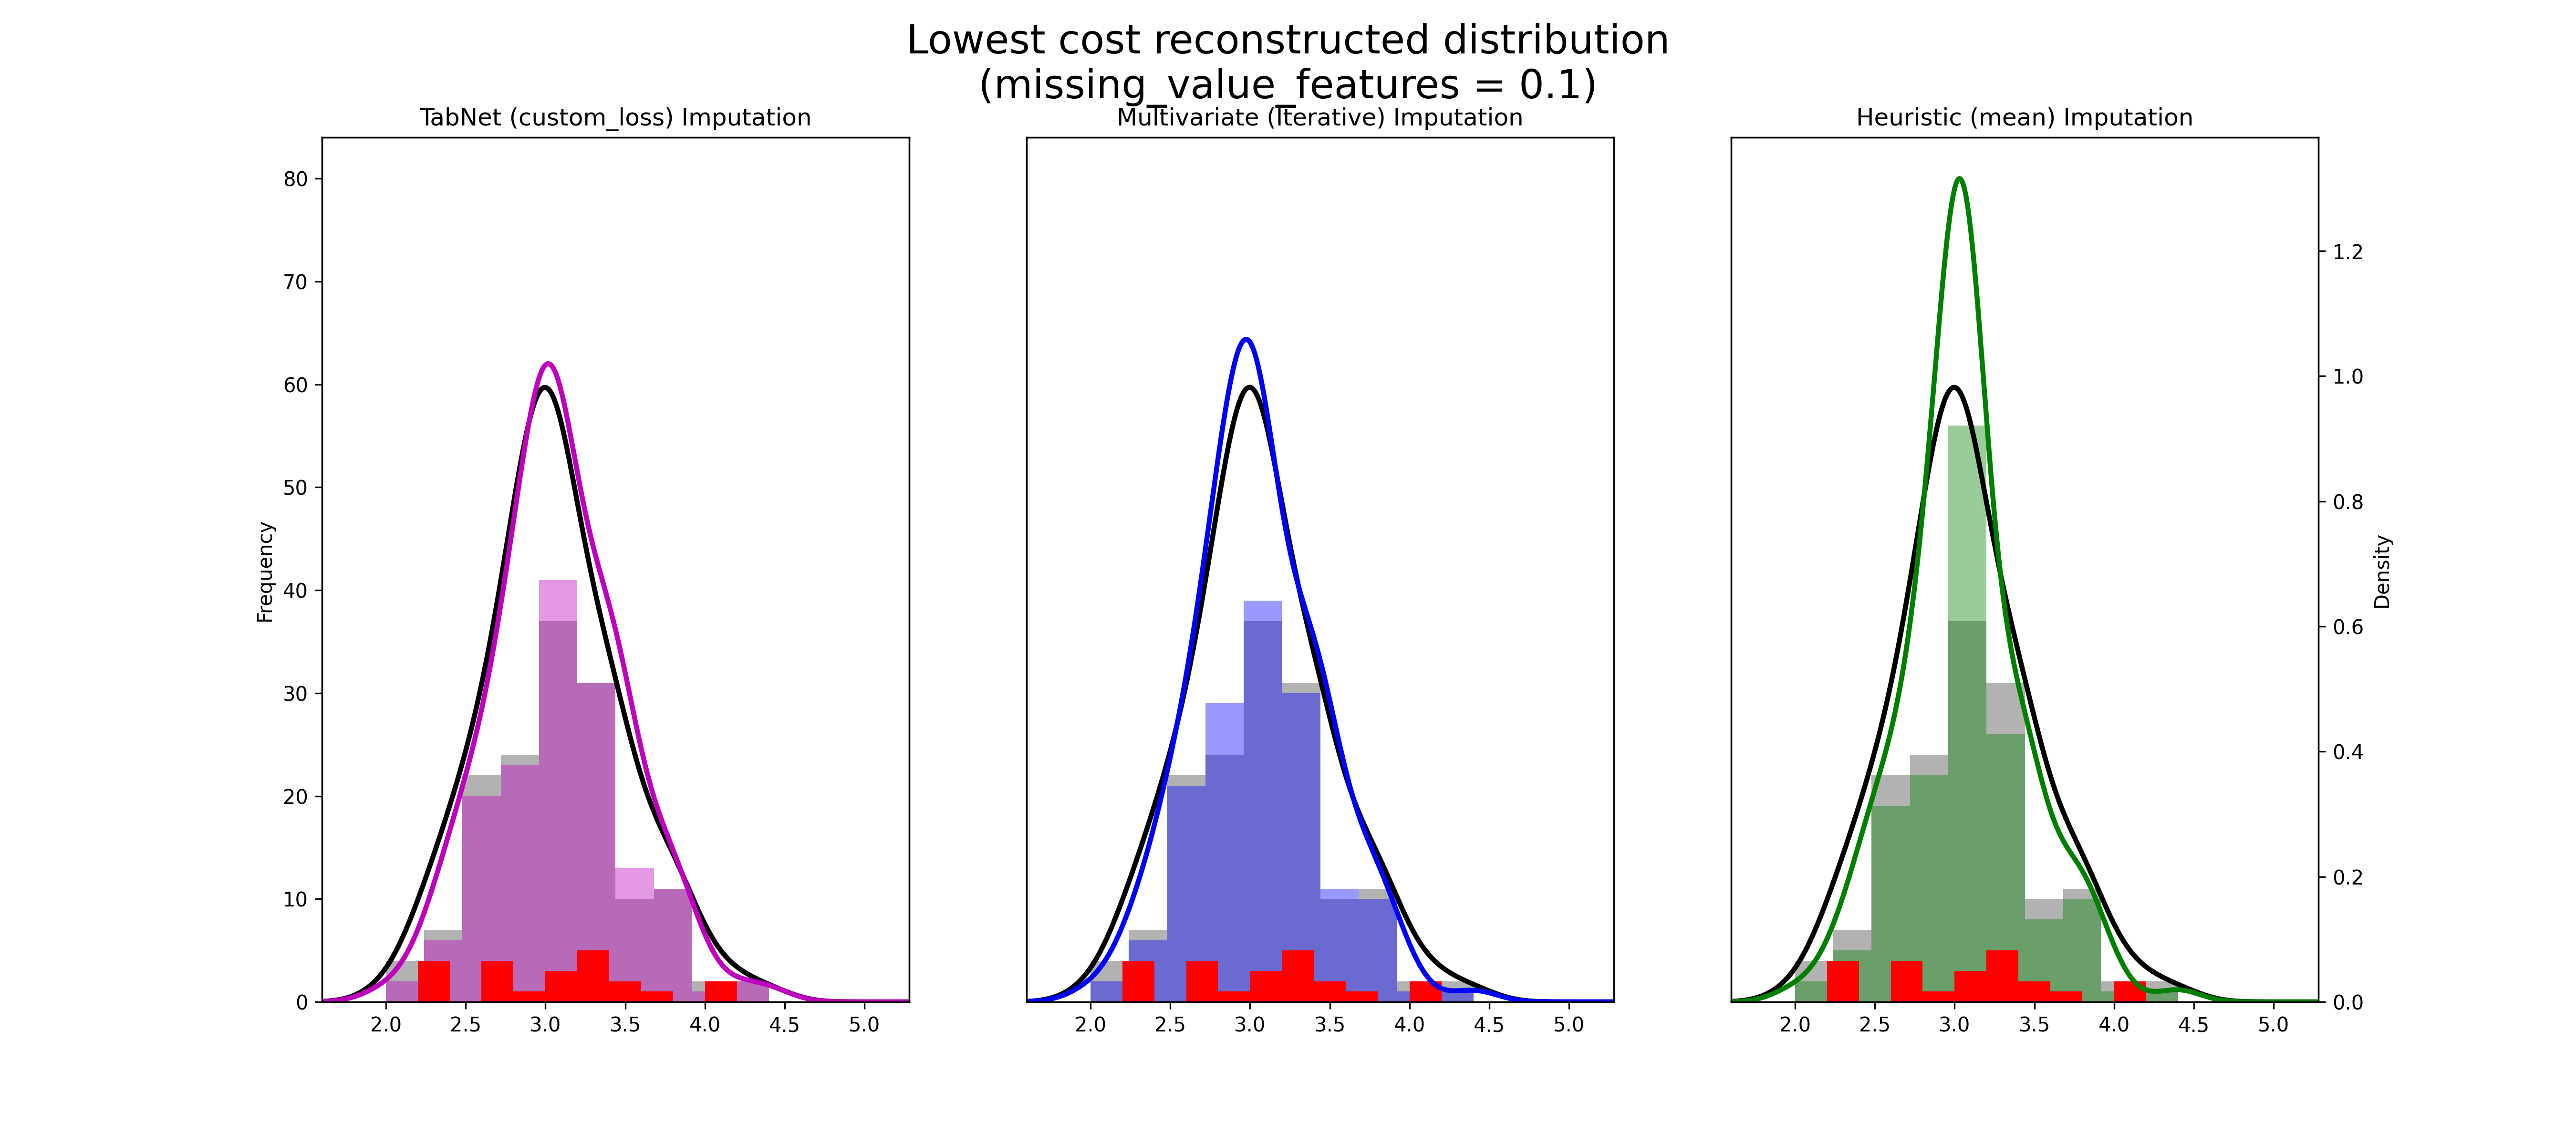 Lowest cost reconstructed distribution
(missing_value_features = 0.1)
TabNet (custom_loss) Imputation
Multivariate (Iterative) Imputation
Heuristic (mean) Imputation
80
70
60
50
40
30
20
10
0
Frequency
2.0 2.5 3.0 3.5 4.0 4.5 5.0
2.0 2.5 3.0 3.5 4.0 4.5 5.0
2.0 2.5 3.0 3.5 4.0 4.5 5.0
1.2
1.0
0.8
0.6
0.4
0.2
0.0
Density